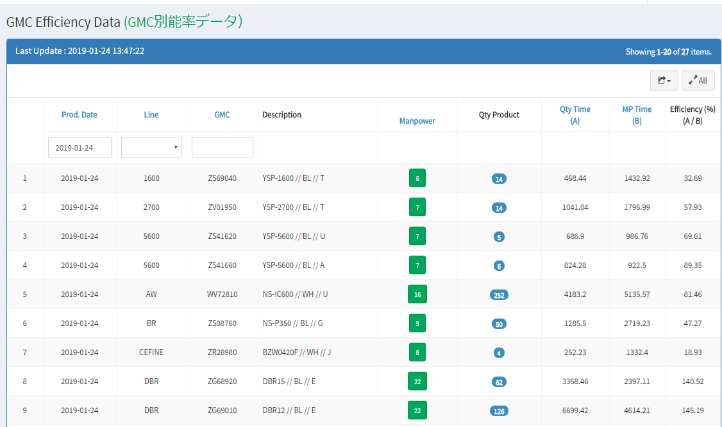 GMC Efficiency Data (GMC別能率データ)
Last Update : 2019-01-24 13:47:22 Showing 1-20 of 27 items.
All
Prod. Date Line GMC Description Manpower Qty Product Qty Time (A) MP Time (B) Efficiency (%) (A / B)
2019-01-24
1 2019-01-24 1600 ZS69040 YSP-1600 // BL // T 6 14 468.44 1432.92 32.69
2 2019-01-24 2700 ZV01950 YSP-2700 // BL // T 7 14 1041.04 1796.99 57.93
3 2019-01-24 5600 ZS41620 YSP-5600 // BL // U 7 5 686.9 986.76 69.61
4 2019-01-24 5600 ZS41660 YSP-5600 // BL // A 7 6 824.28 922.5 89.35
5 2019-01-24 AW WV72810 NS-IC600 // WH // U 16 252 4183.2 5135.57 81.46
6 2019-01-24 BR ZS08760 NS-P350 // BL // G 9 50 1285.5 2719.23 47.27
7 2019-01-24 CEFINE ZR28980 BZW0420F // WH // J 8 4 252.23 1332.4 18.93
8 2019-01-24 DBR ZG68920 DBR15 // BL // E 22 62 3368.46 2397.11 140.52
9 2019-01-24 DBR ZG69010 DBR12 // BL // E 22 126 6699.42 4614.21 145.19